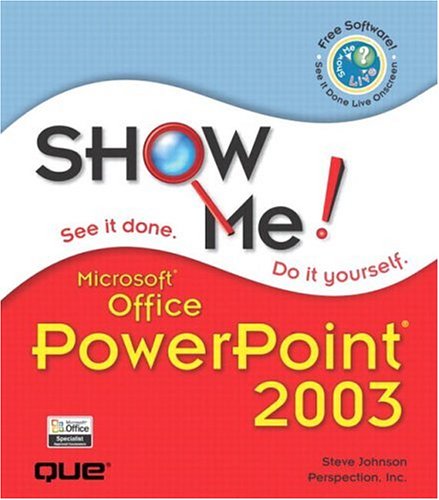 Free Software!
Show Me
?
LIVE
See It Done Live Onscreen
SHOW
Me!
See it done.
Do it yourself.
Microsoft®
Office
PowerPoint®
2003
Microsoft
Office
Specialist
Steve Johnson
Perspection, Inc.
QUE®